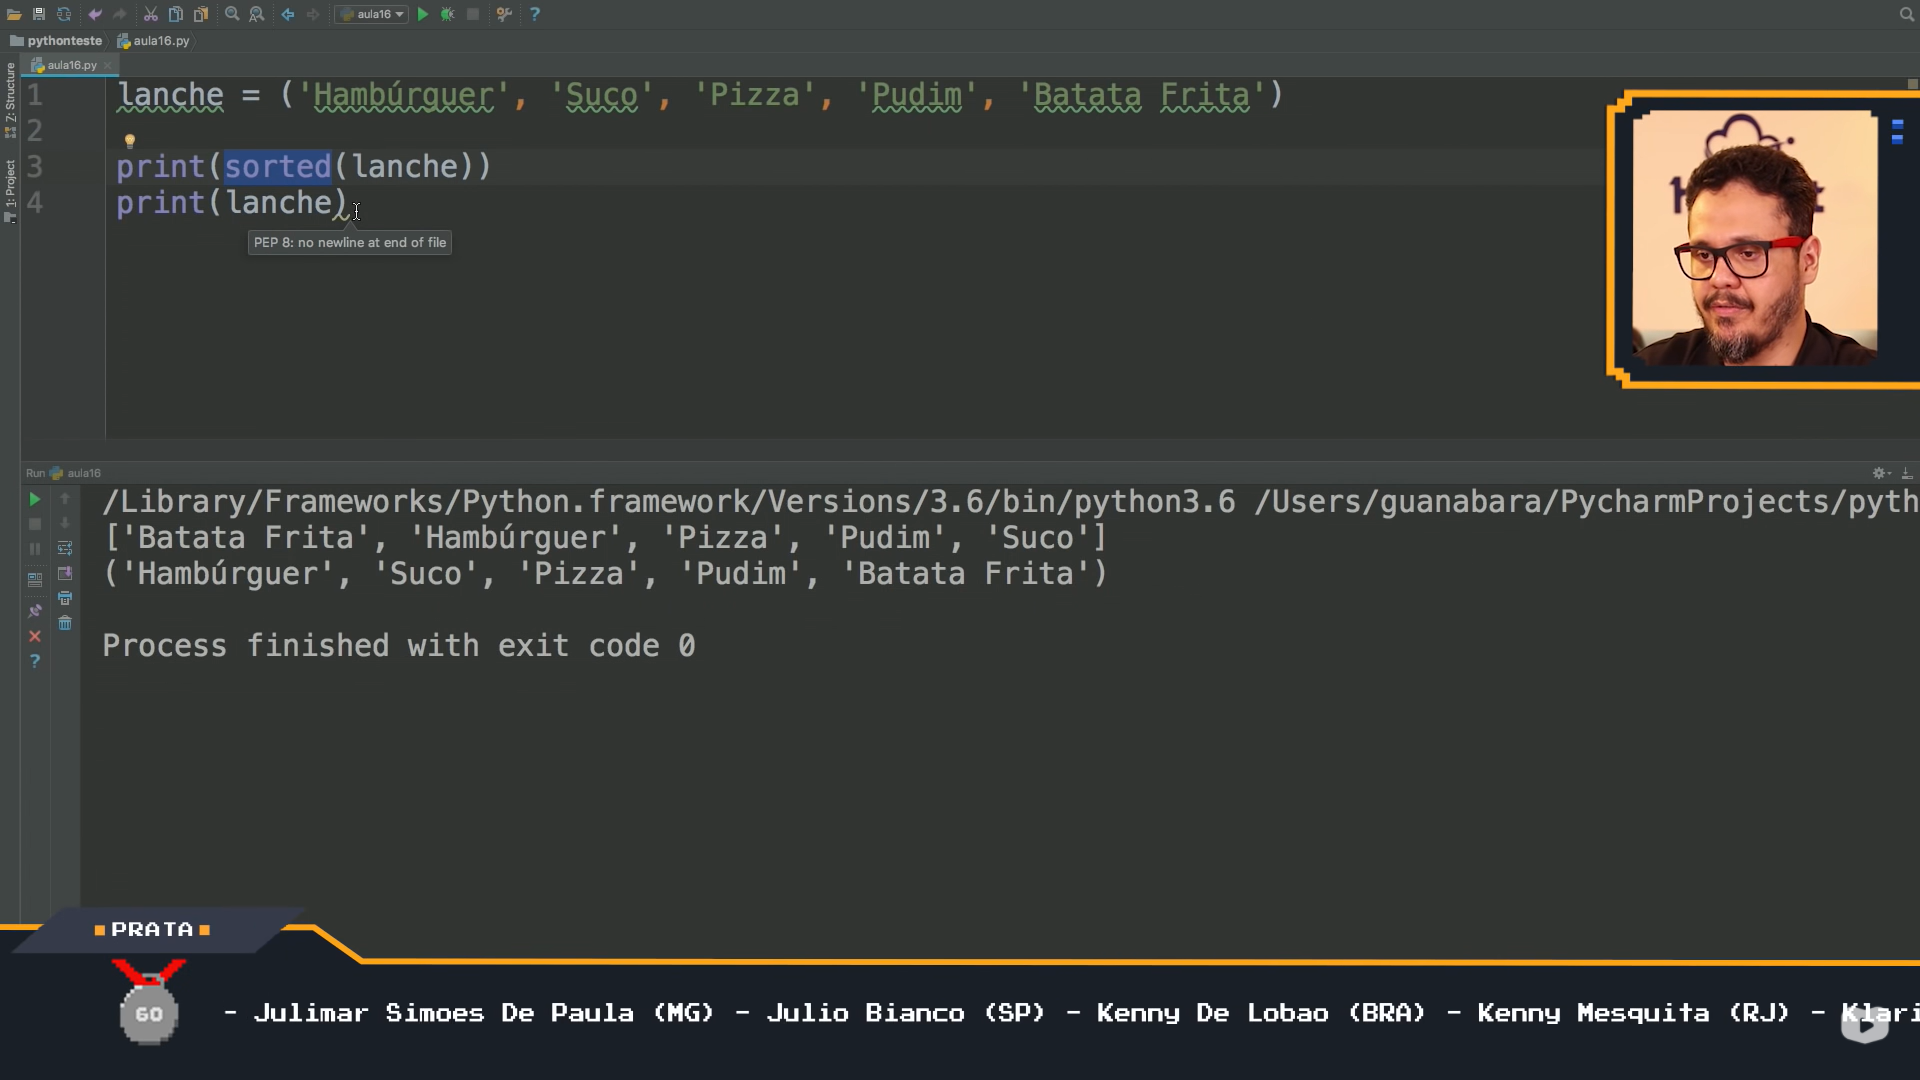 aula16
pythonteste
aula16.py
aula16.py
Z: Structure
1: Project
1 lanche = ('Hambúrguer', 'Suco', 'Pizza', 'Pudim', 'Batata Frita')
2
3 print(sorted(lanche))
4 print(lanche)
PEP 8: no newline at end of file
Run aula16
/Library/Frameworks/Python.framework/Versions/3.6/bin/python3.6 /Users/guanabara/PycharmProjects/pyth
['Batata Frita', 'Hambúrguer', 'Pizza', 'Pudim', 'Suco']
('Hambúrguer', 'Suco', 'Pizza', 'Pudim', 'Batata Frita')
Process finished with exit code 0
PRATA
60
- Julimar Simoes De Paula (MG) - Julio Bianco (SP) - Kenny De Lobao (BRA) - Kenny Mesquita (RJ) - Klari